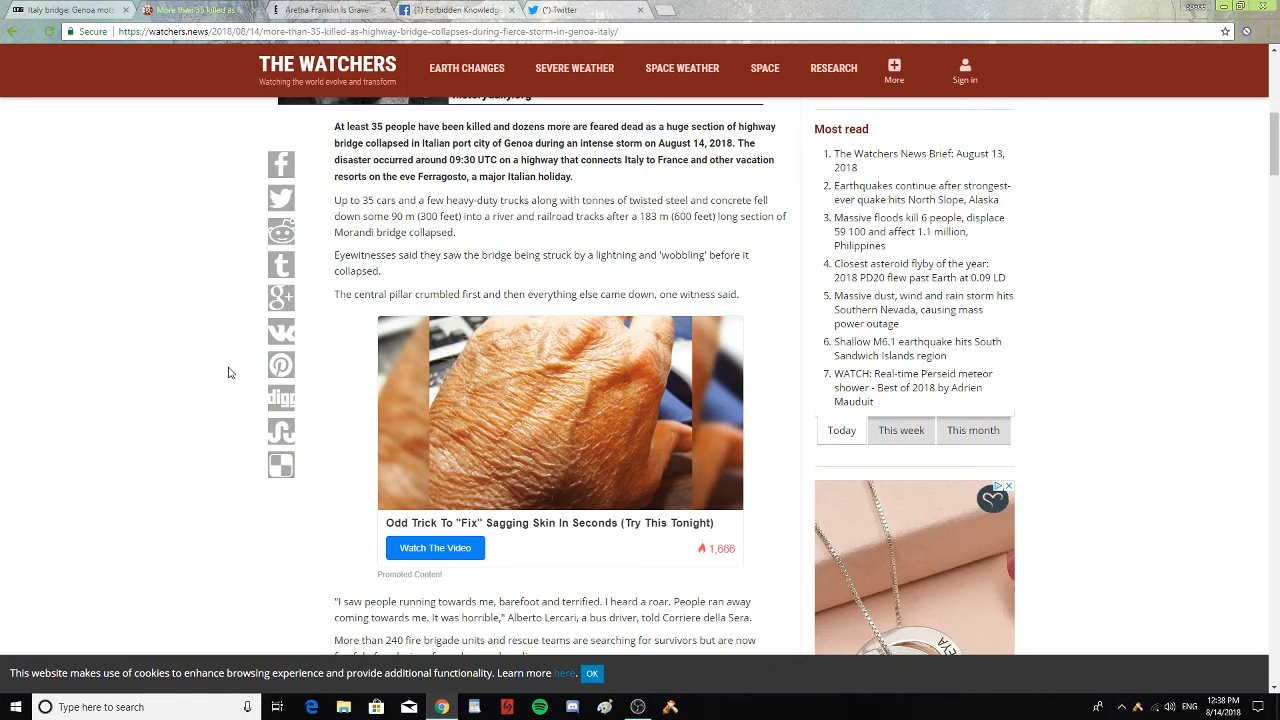 Italy bridge: Genoa moto
More than 35 killed as h
Aretha Franklin Is Grave
(1) Forbidden Knowledg
(*) Twitter
space
Secure
https://watchers.news/2018/08/14/more-than-35-killed-as-highway-bridge-collapses-during-fierce-storm-in-genoa-italy/
THE WATCHERS
Watching the world evolve and transform
EARTH CHANGES
SEVERE WEATHER
SPACE WEATHER
SPACE
RESEARCH
More
Sign in
At least 35 people have been killed and dozens more are feared dead as a huge section of highway
bridge collapsed in Italian port city of Genoa during an intense storm on August 14, 2018. The
disaster occurred around 09:30 UTC on a highway that connects Italy to France and other vacation
resorts on the eve Ferragosto, a major Italian holiday.
Up to 35 cars and a few heavy-duty trucks along with tonnes of twisted steel and concrete fell
down some 90 m (300 feet) into a river and railroad tracks after a 183 m (600 feet) long section of
Morandi bridge collapsed.
Eyewitnesses said they saw the bridge being struck by a lightning and 'wobbling' before it
collapsed.
The central pillar crumbled first and then everything else came down, one witness said.
Odd Trick To "Fix" Sagging Skin In Seconds (Try This Tonight)
Watch The Video
1,666
Promoted Content
"I saw people running towards me, barefoot and terrified. I heard a roar. People ran away
coming towards me. It was horrible," Alberto Lercari, a bus driver, told Corriere della Sera.
More than 240 fire brigade units and rescue teams are searching for survivors but are now
Most read
1. The Watchers News Brief: August 13,
2018
2. Earthquakes continue after strongest-
ever quake hits North Slope, Alaska
3. Massive floods kill 6 people, displace
59 100 and affect 1.1 million,
Philippines
4. Closest asteroid flyby of the year:
2018 PD20 flew past Earth at 0.09 LD
5. Massive dust, wind and rain storm hits
Southern Nevada, causing mass
power outage
6. Shallow M6.1 earthquake hits South
Sandwich Islands region
7. WATCH: Real-time Perseid meteor
shower - Best of 2018 by Adrien
Mauduit
Today
This week
This month
This website makes use of cookies to enhance browsing experience and provide additional functionality. Learn more here.
OK
Type here to search
ENG
12:38 PM
8/14/2018